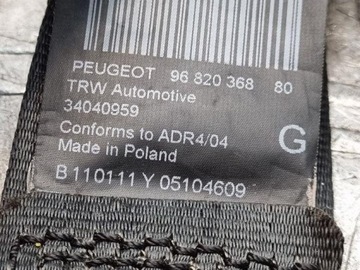 PEUGEOT 96 820 368 80
TRW Automotive
34040959
Conforms to ADR4/04
Made in Poland
G
B 110111 Y 05104609